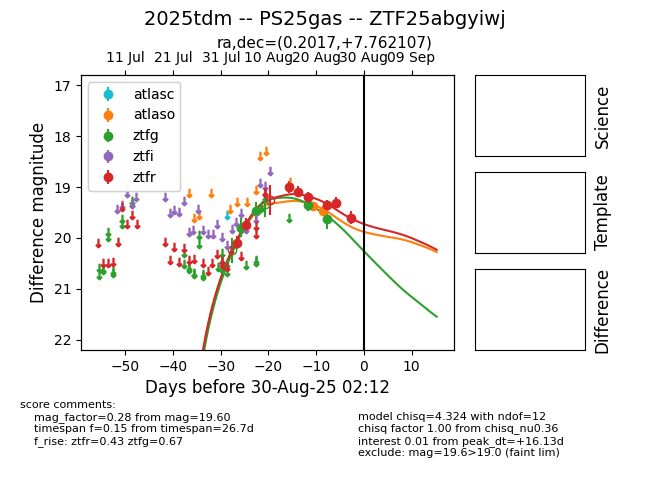 2025tdm -- PS25gas -- ZTF25abgyiwj
ra,dec=(0.2017,+7.762107)
11 Jul 21 Jul 31 Jul 10 Aug 20 Aug 30 Aug 09 Sep
atlasc
atlaso
ztfg
ztfi
ztfr
17
18
19
20
21
22
Difference magnitude
−50 −40 −30 −20 −10 0 10
Days before 30-Aug-25 02:12
Science
Template
Difference
score comments:
mag_factor=0.28 from mag=19.60
timespan f=0.15 from timespan=26.7d
f_rise: ztfr=0.43 ztfg=0.67
model chisq=4.324 with ndof=12
chisq factor 1.00 from chisq_nu0.36
interest 0.01 from peak_dt=+16.13d
exclude: mag=19.6>19.0 (faint lim)